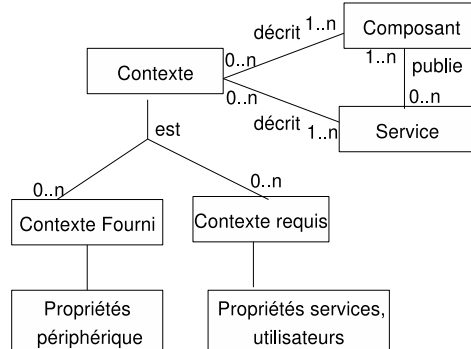 Composant
décrit
1..n
0..n
1..n
publie
Contexte
0..n
0..n
décrit
1..n
Service
est
0..n
0..n
Contexte Fourni
Contexte requis
Propriétés
périphérique
Propriétés services,
utilisateurs